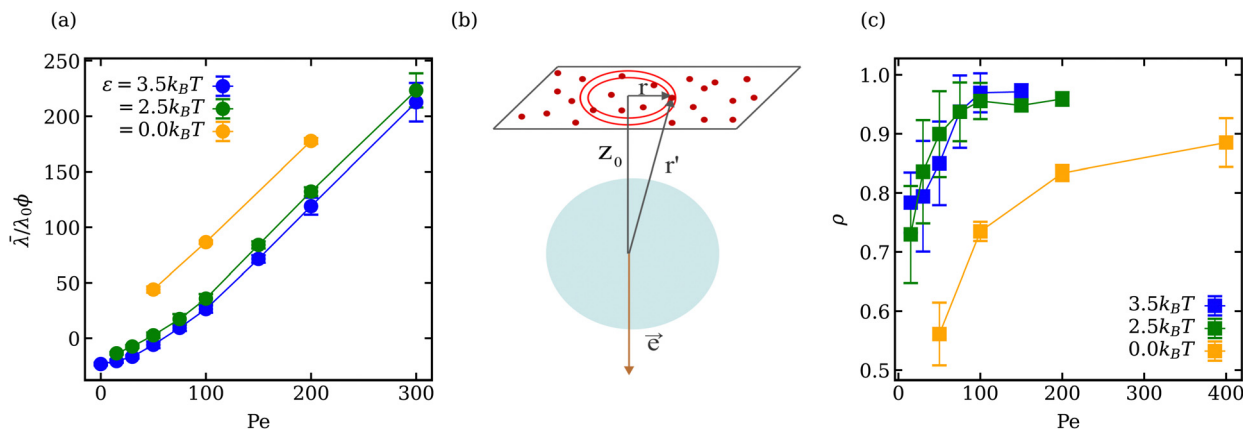 (a)
250
200
150
100
50
0
λ̄/λ₀ϕ
ε = 3.5k_BT
= 2.5k_BT
= 0.0k_BT
0 100 200 300
Pe
(b)
r
z₀
r'
e⃗
(c)
1.0
0.9
0.8
0.7
0.6
0.5
ρ
3.5k_BT
2.5k_BT
0.0k_BT
0 100 200 300 400
Pe